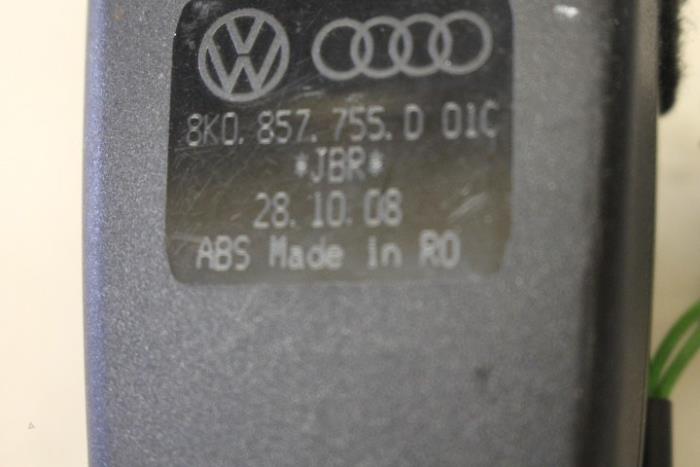 8K0. 857. 755. D 01C
*JBR*
28. 10. 08
ABS Made in RO